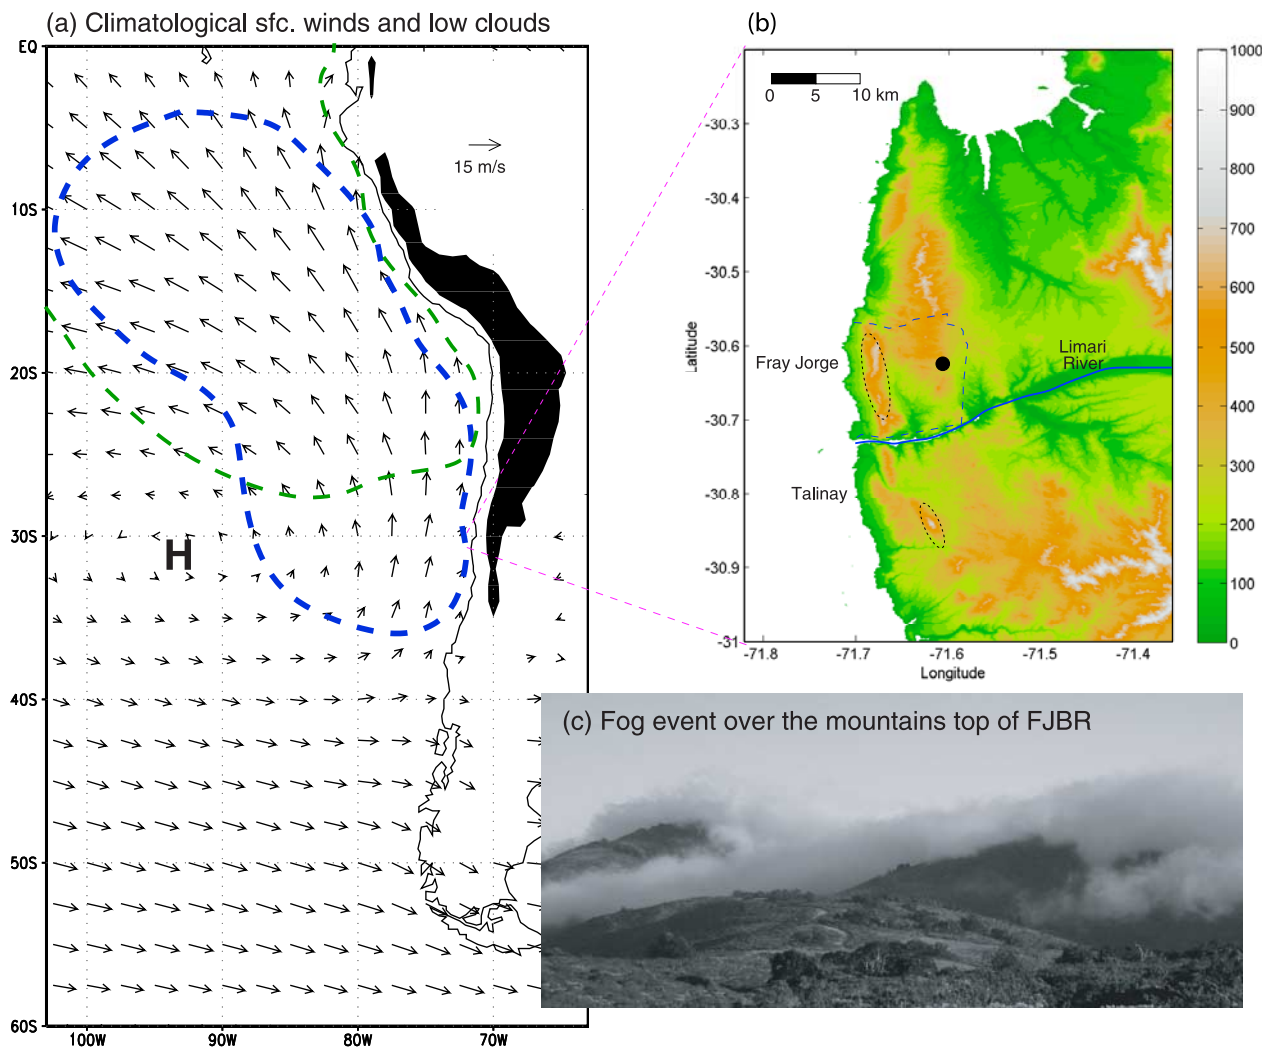 (a) Climatological sfc. winds and low clouds
EQ
10S
20S
30S
40S
50S
60S
100W
90W
80W
70W
15 m/s
H
(b)
0
5
10 km
-30.3
-30.4
-30.5
-30.6
-30.7
-30.8
-30.9
-31
Latitude
-71.8
-71.7
-71.6
-71.5
-71.4
Longitude
Fray Jorge
Talinay
Limari
River
1000
900
800
700
600
500
400
300
200
100
0
(c) Fog event over the mountains top of FJBR